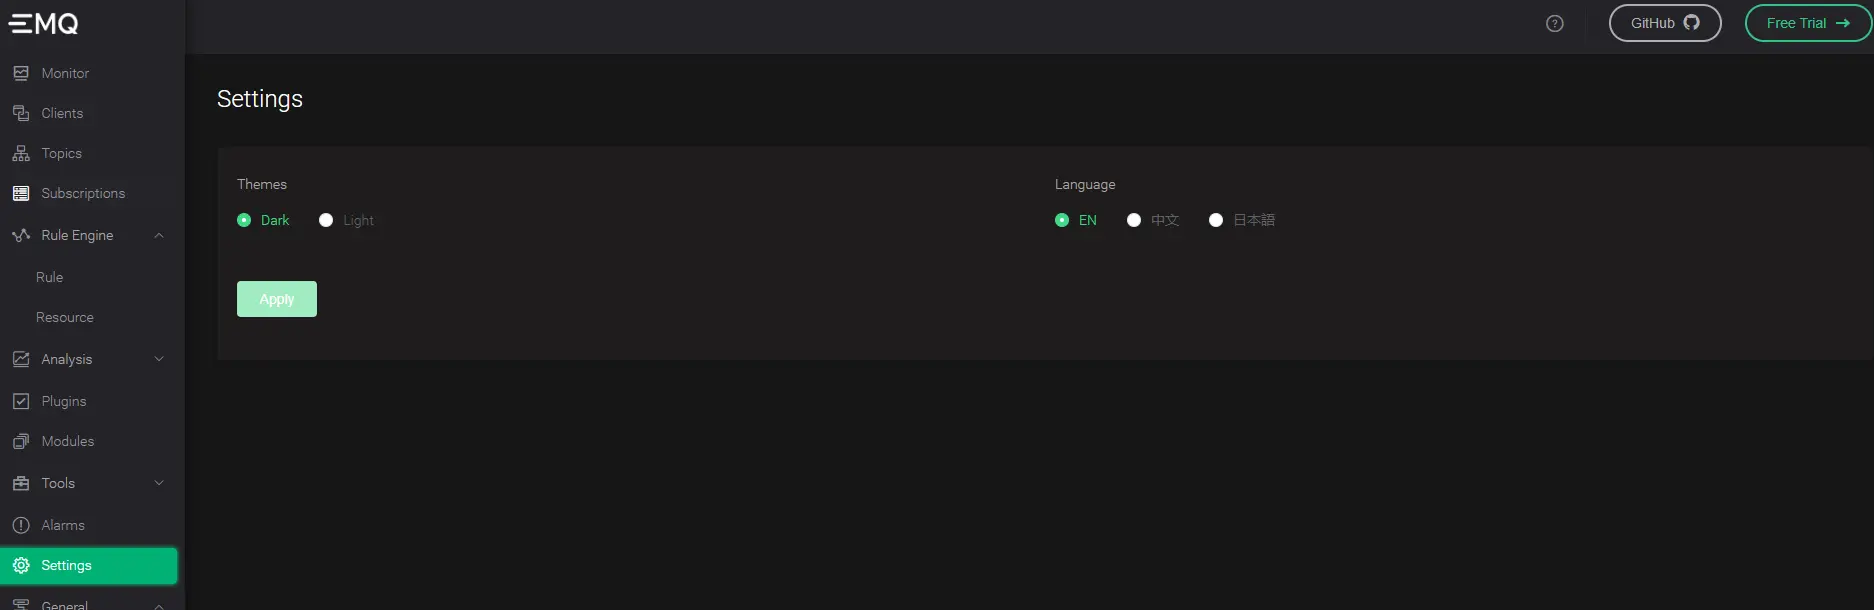 EMQ
GitHub
Free Trial →
Monitor
Clients
Topics
Subscriptions
Rule Engine
Rule
Resource
Analysis
Plugins
Modules
Tools
Alarms
Settings
General
Settings
Themes
Dark Light
Language
EN 中文 日本語
Apply